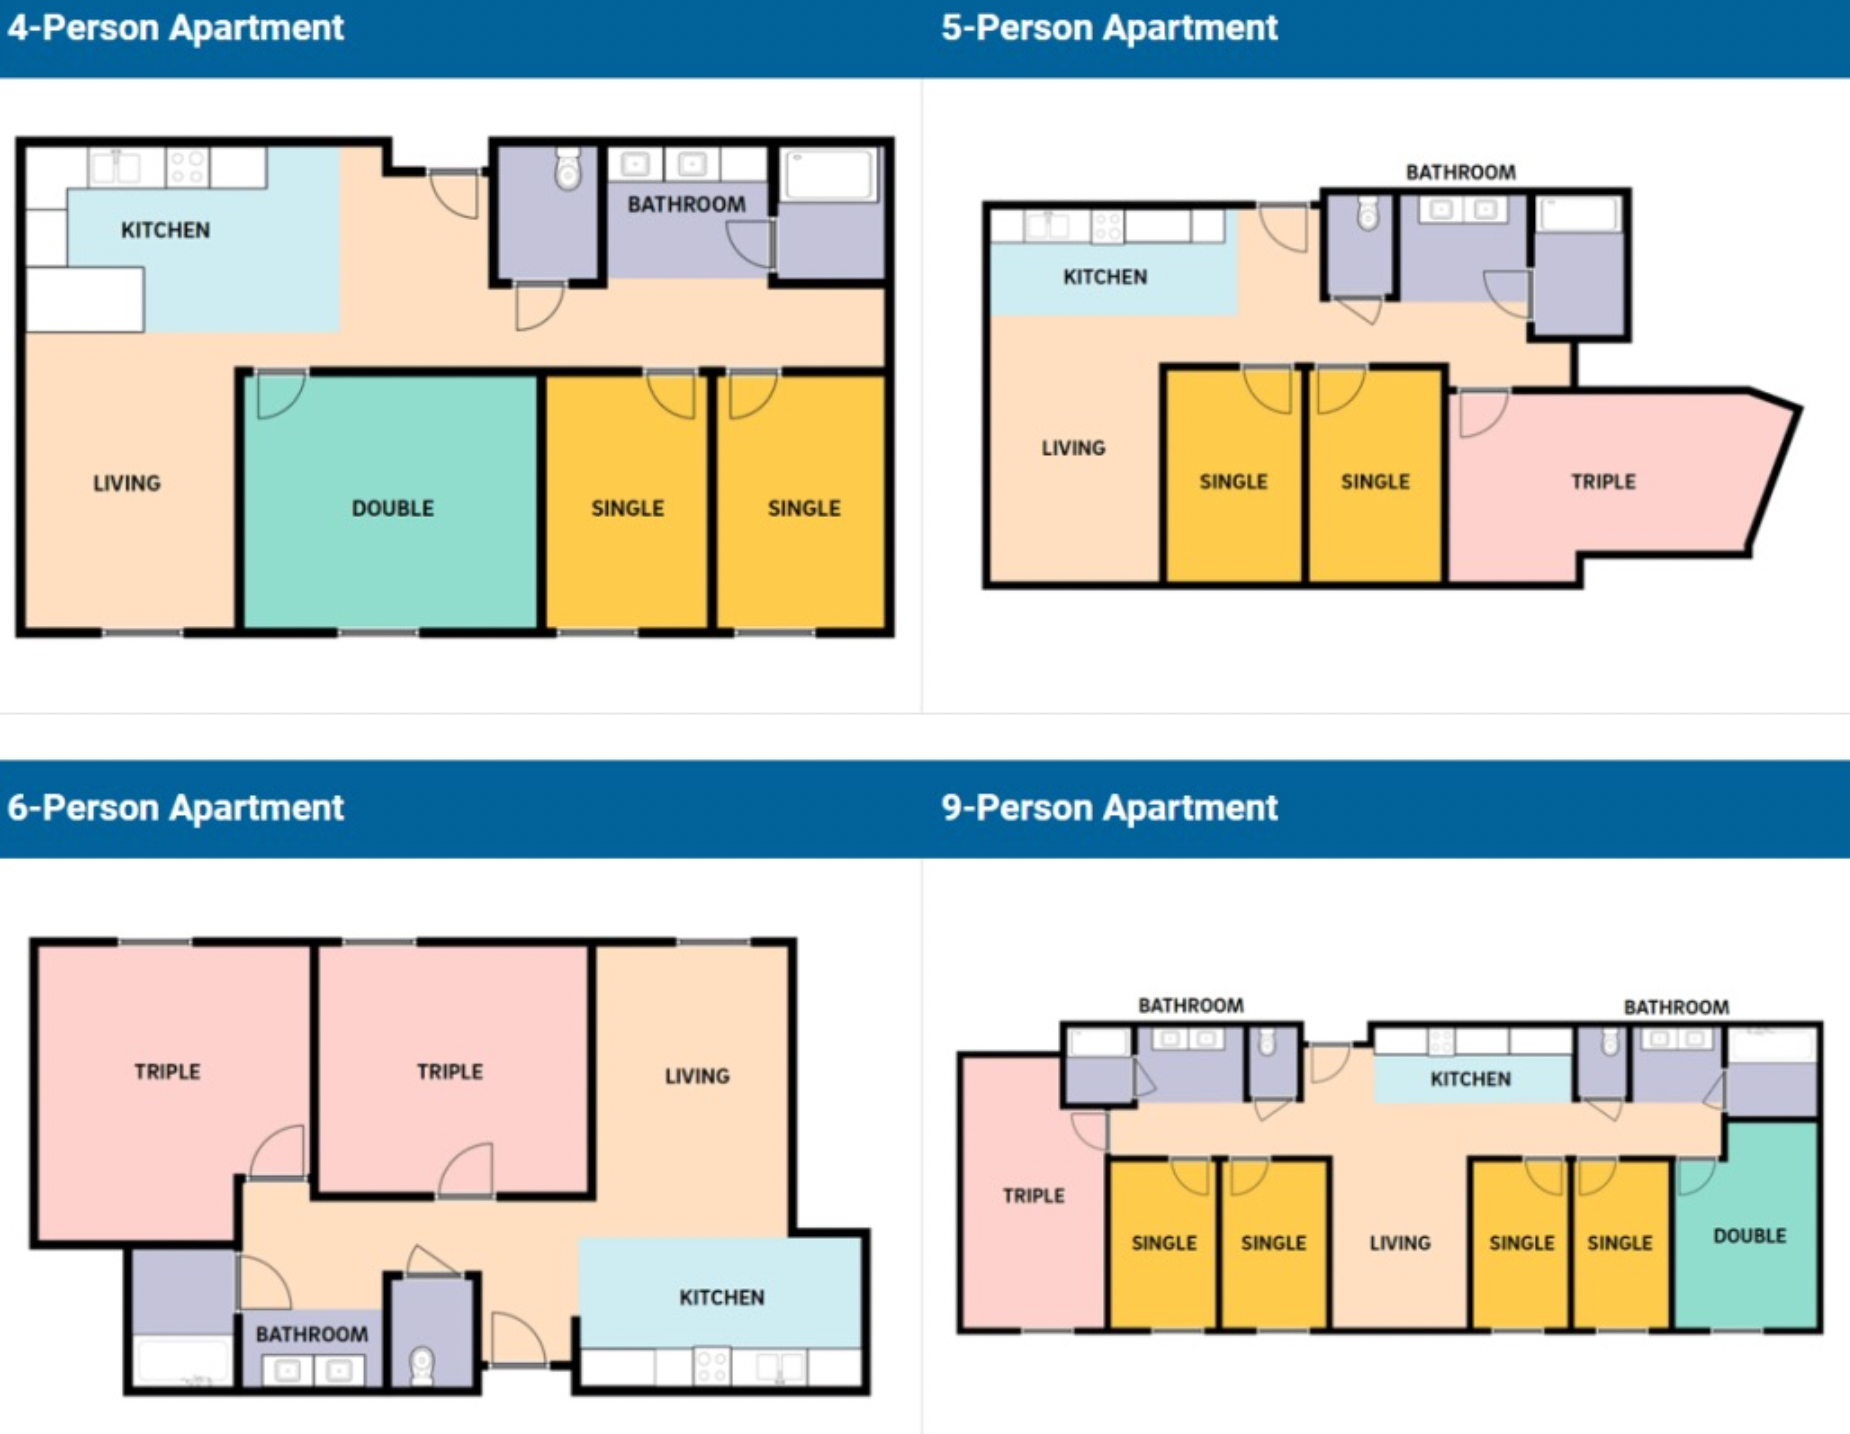 4-Person Apartment
5-Person Apartment
KITCHEN
BATHROOM
LIVING
DOUBLE
SINGLE
SINGLE
BATHROOM
KITCHEN
LIVING
SINGLE
SINGLE
TRIPLE
6-Person Apartment
9-Person Apartment
TRIPLE
TRIPLE
LIVING
KITCHEN
BATHROOM
BATHROOM
BATHROOM
KITCHEN
TRIPLE
SINGLE
SINGLE
LIVING
SINGLE
SINGLE
DOUBLE